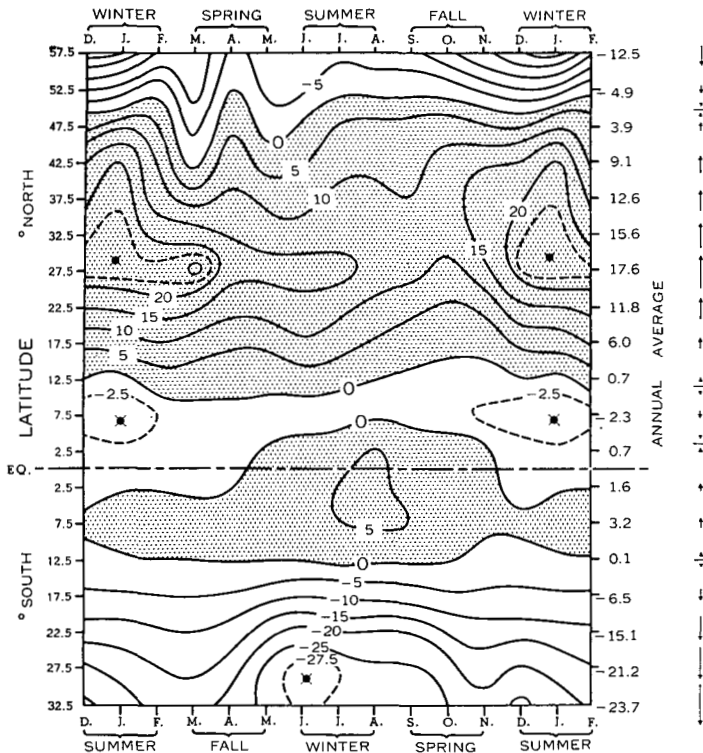 WINTER SPRING SUMMER FALL WINTER
D. J. F. M. A. M. J. J. A. S. O. N. D. J. F.
57.5 -12.5
-5
52.5 -4.9
47.5 0 3.9
42.5 5 9.1
37.5 10 20 12.6
32.5 15 15.6
27.5 17.6
20
22.5 15 11.8
17.5 10 6.0
5
12.5 0 0.7
-2.5 -2.5
7.5 0 -2.3
2.5 0.7
EQ.
2.5 1.6
7.5 5 3.2
12.5 0 0.1
-5
17.5 -10 -6.5
-15
22.5 -20 -15.1
-25
27.5 -27.5 -21.2
32.5 -23.7
D. J. F. M. A. M. J. J. A. S. O. N. D. J. F.
SUMMER FALL WINTER SPRING SUMMER
° NORTH
LATITUDE
° SOUTH
ANNUAL AVERAGE